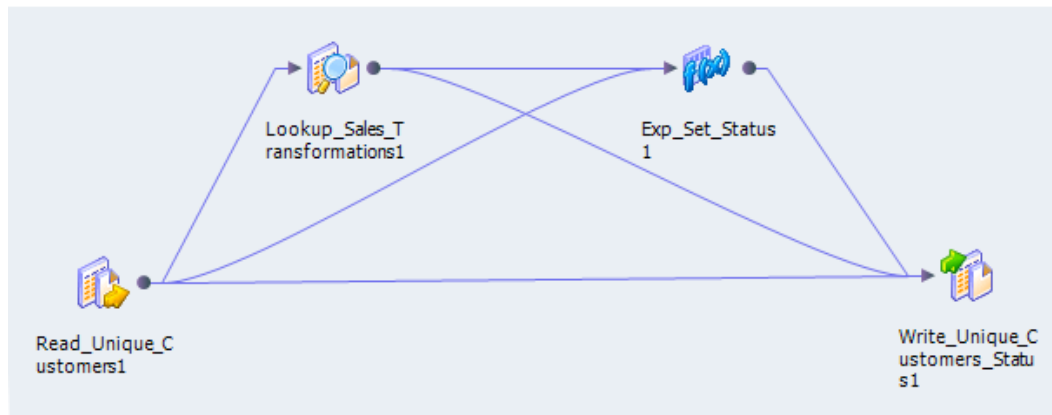 Lookup_Sales_T
ransformations1
Exp_Set_Status
1
Read_Unique_C
ustomers1
Write_Unique_C
ustomers_Statu
s1